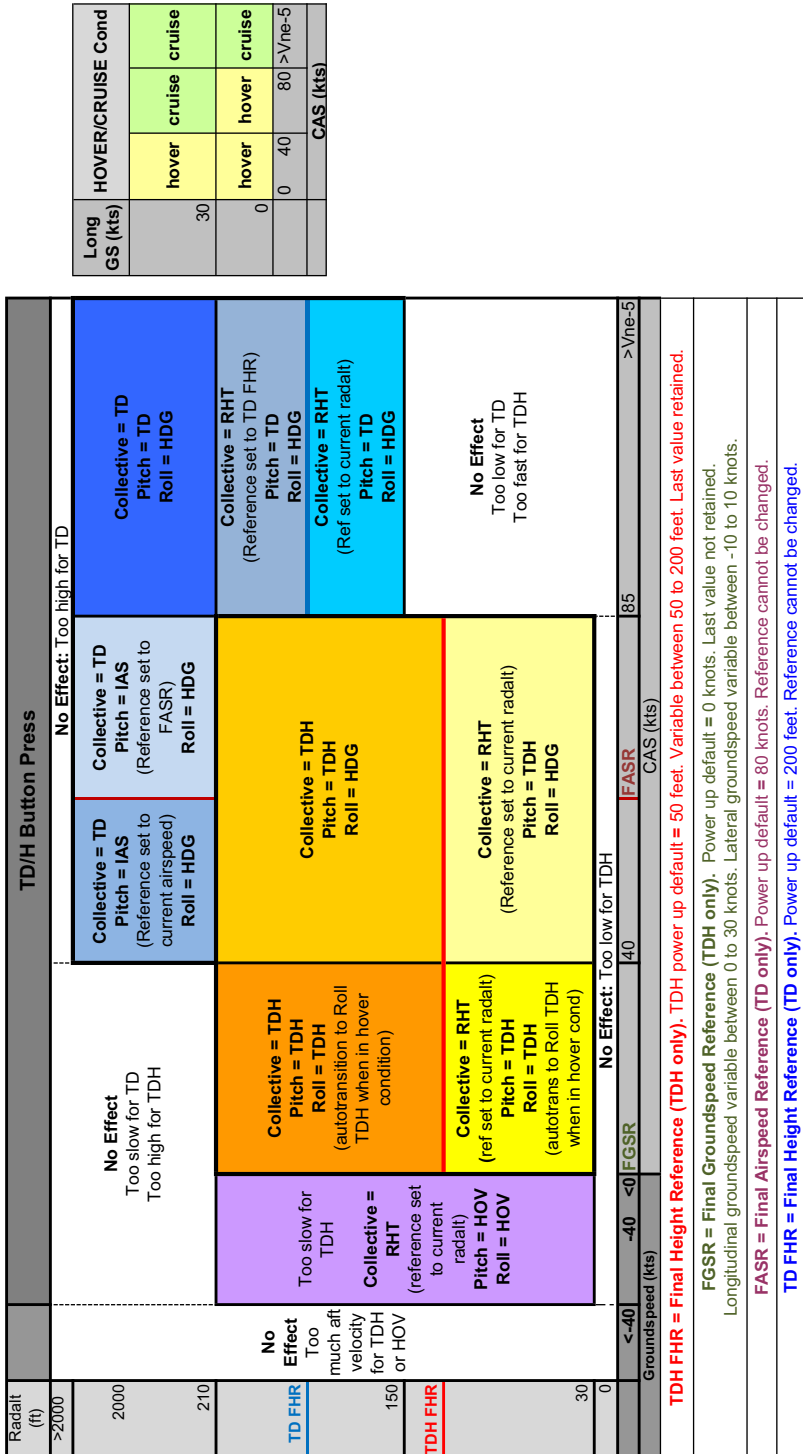 TD/H Button Press
Radalt
(ft)
>2000
2000
210
TD FHR
150
TDH FHR
30
0
No Effect: Too high for TD
No Effect
Too slow for TD
Too high for TDH
Collective = TD
Pitch = IAS
(Reference set to
current airspeed)
Roll = HDG
Collective = TD
Pitch = IAS
(Reference set to
FASR)
Roll = HDG
Collective = TD
Pitch = TD
Roll = HDG
No
Effect
Too
much aft
velocity
for TDH
or HOV
Too slow for
TDH
Collective =
RHT
(reference set
to current
radalt)
Pitch = HOV
Roll = HOV
Collective = TDH
Pitch = TDH
Roll = TDH
(autotransition to Roll
TDH when in hover
condition)
Collective = TDH
Pitch = TDH
Roll = HDG
Collective = RHT
(Reference set to TD FHR)
Pitch = TD
Roll = HDG
Collective = RHT
(Ref set to current radalt)
Pitch = TD
Roll = HDG
Collective = RHT
(ref set to current radalt)
Pitch = TDH
Roll = TDH
(autotrans to Roll TDH
when in hover cond)
Collective = RHT
(Reference set to current radalt)
Pitch = TDH
Roll = HDG
No Effect
Too low for TD
Too fast for TDH
No Effect: Too low for TDH
<-40
-40
<0
FGSR
40
FASR
85
>Vne-5
Groundspeed (kts)
CAS (kts)
TDH FHR = Final Height Reference (TDH only). TDH power up default = 50 feet. Variable between 50 to 200 feet. Last value retained.
FGSR = Final Groundspeed Reference (TDH only). Power up default = 0 knots. Last value not retained.
Longitudinal groundspeed variable between 0 to 30 knots. Lateral groundspeed variable between -10 to 10 knots.
FASR = Final Airspeed Reference (TD only). Power up default = 80 knots. Reference cannot be changed.
TD FHR = Final Height Reference (TD only). Power up default = 200 feet. Reference cannot be changed.
Long
GS (kts)
HOVER/CRUISE Cond
30
hover
cruise
cruise
0
hover
hover
cruise
0
40
80
>Vne-5
CAS (kts)